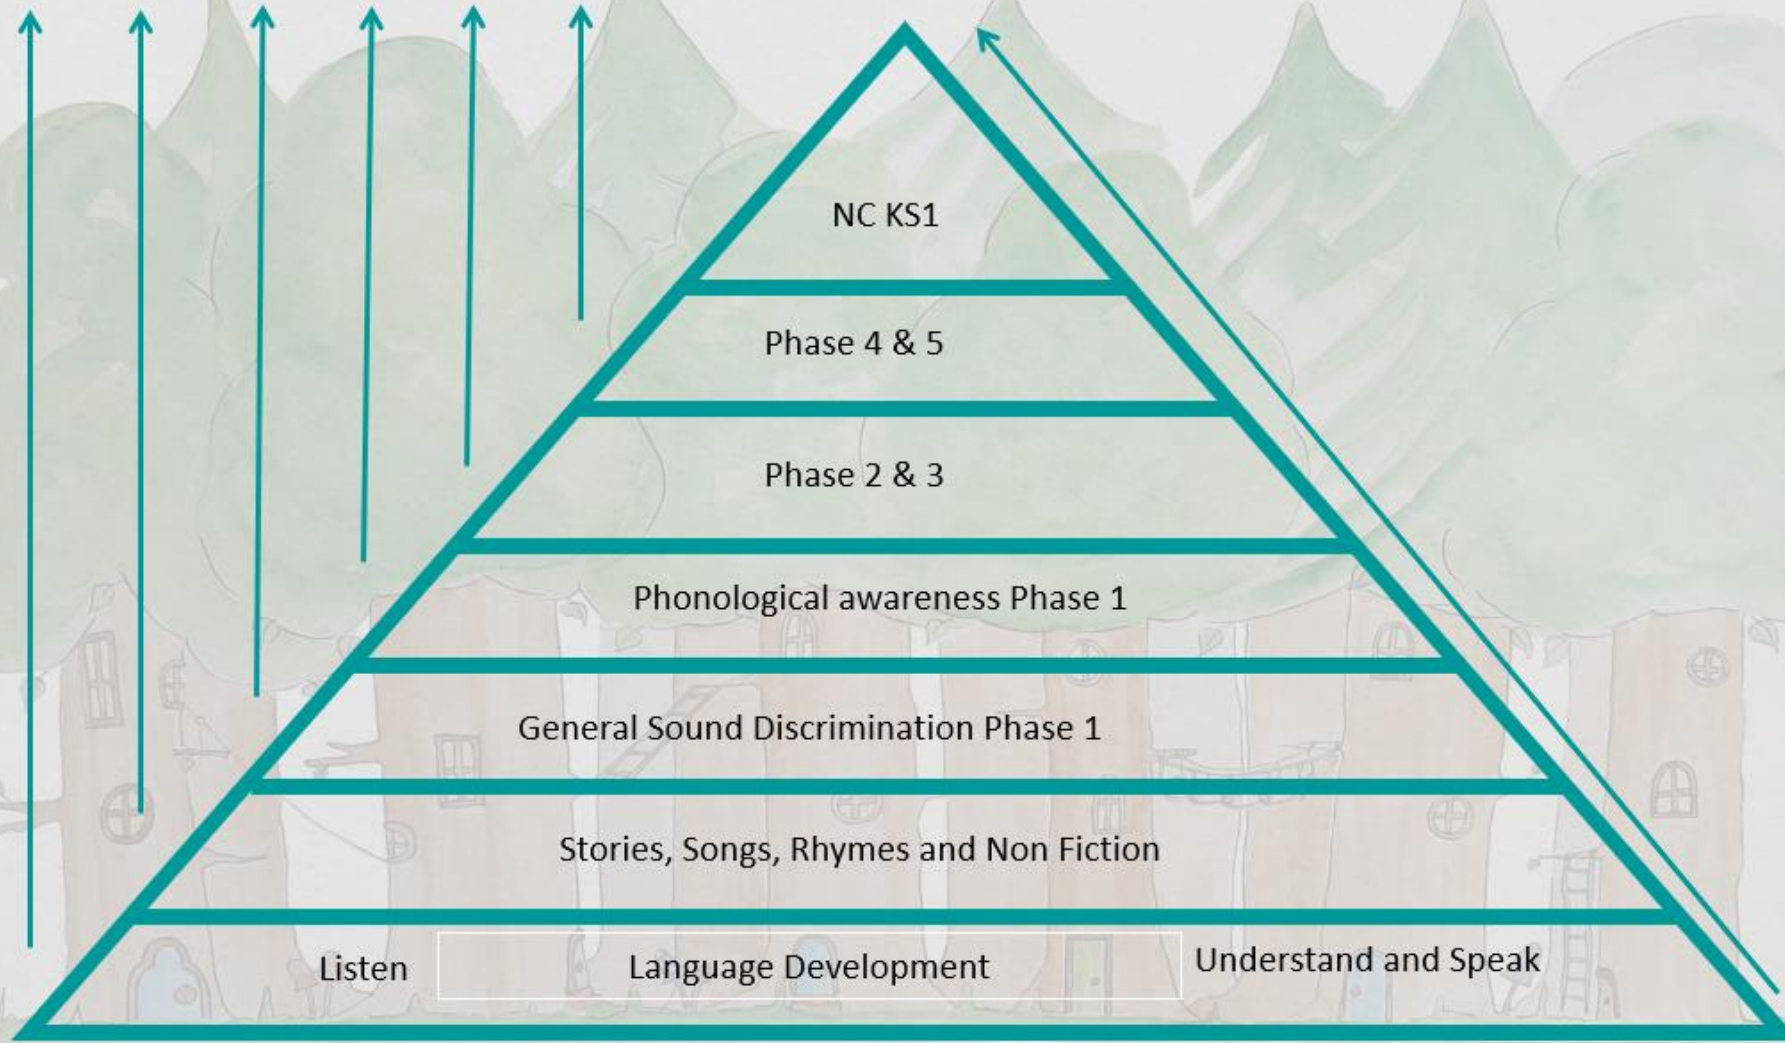 NC KS1
Phase 4 & 5
Phase 2 & 3
Phonological awareness Phase 1
General Sound Discrimination Phase 1
Stories, Songs, Rhymes and Non Fiction
Listen Language Development Understand and Speak